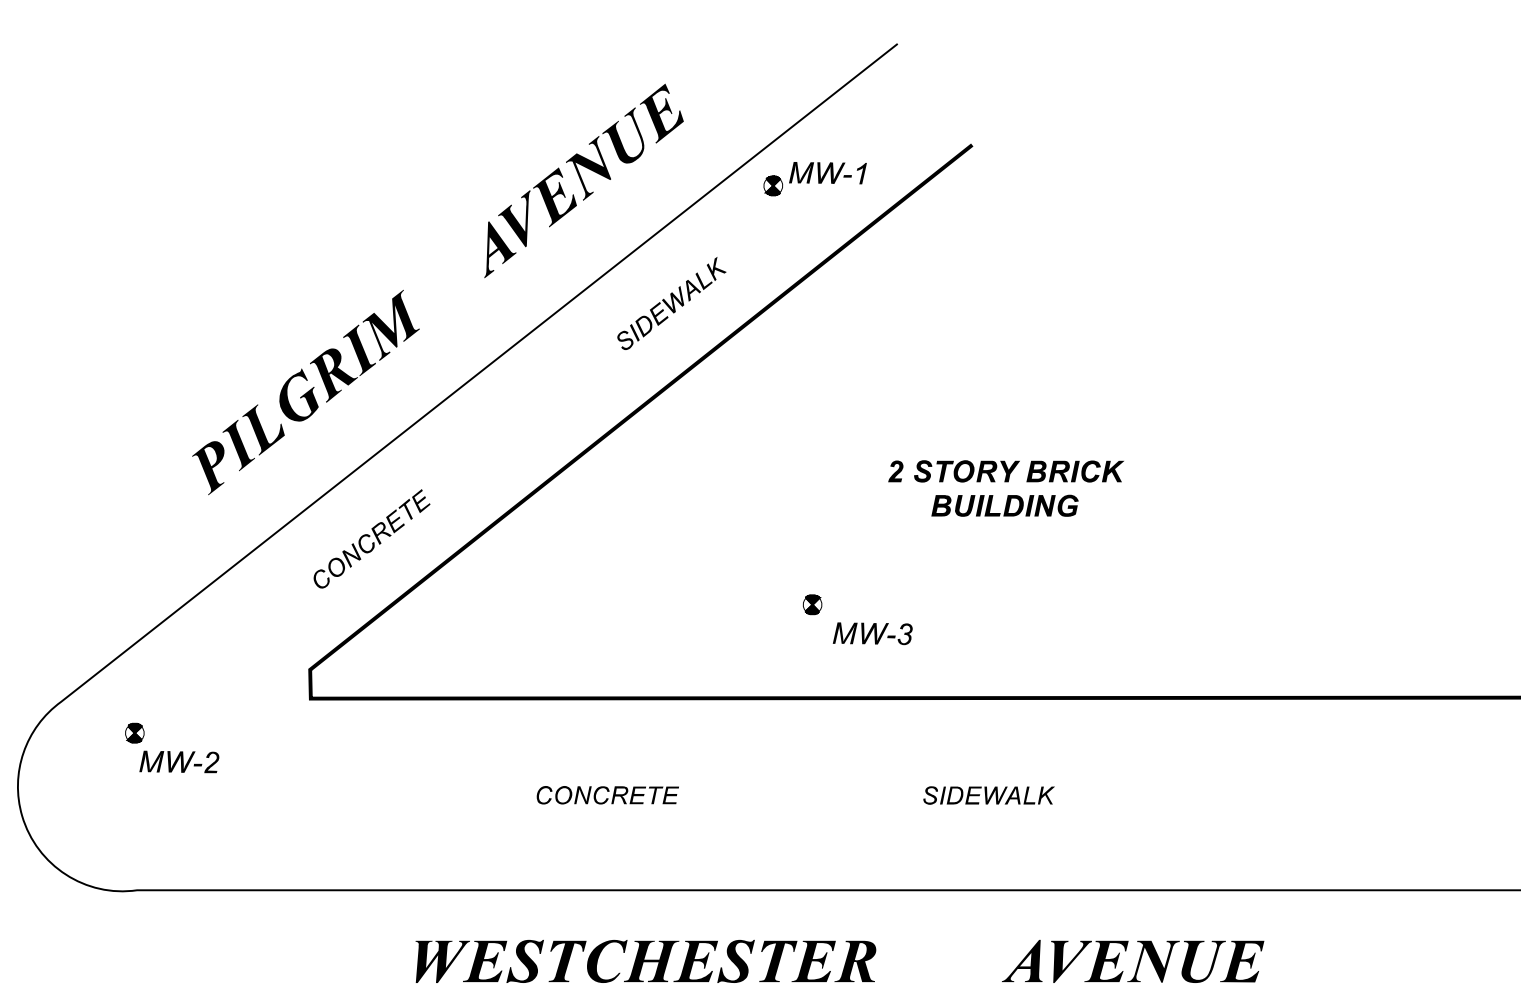 PILGRIM AVENUE
MW-1
CONCRETE SIDEWALK
2 STORY BRICK
BUILDING
MW-3
MW-2
CONCRETE SIDEWALK
WESTCHESTER AVENUE